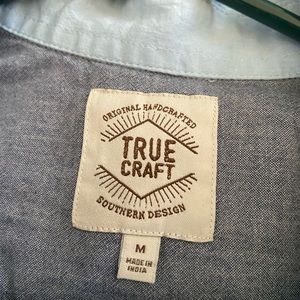 ORIGINAL HANDCRAFTED
TRUE
CRAFT
SOUTHERN DESIGN
M
MADE IN
INDIA